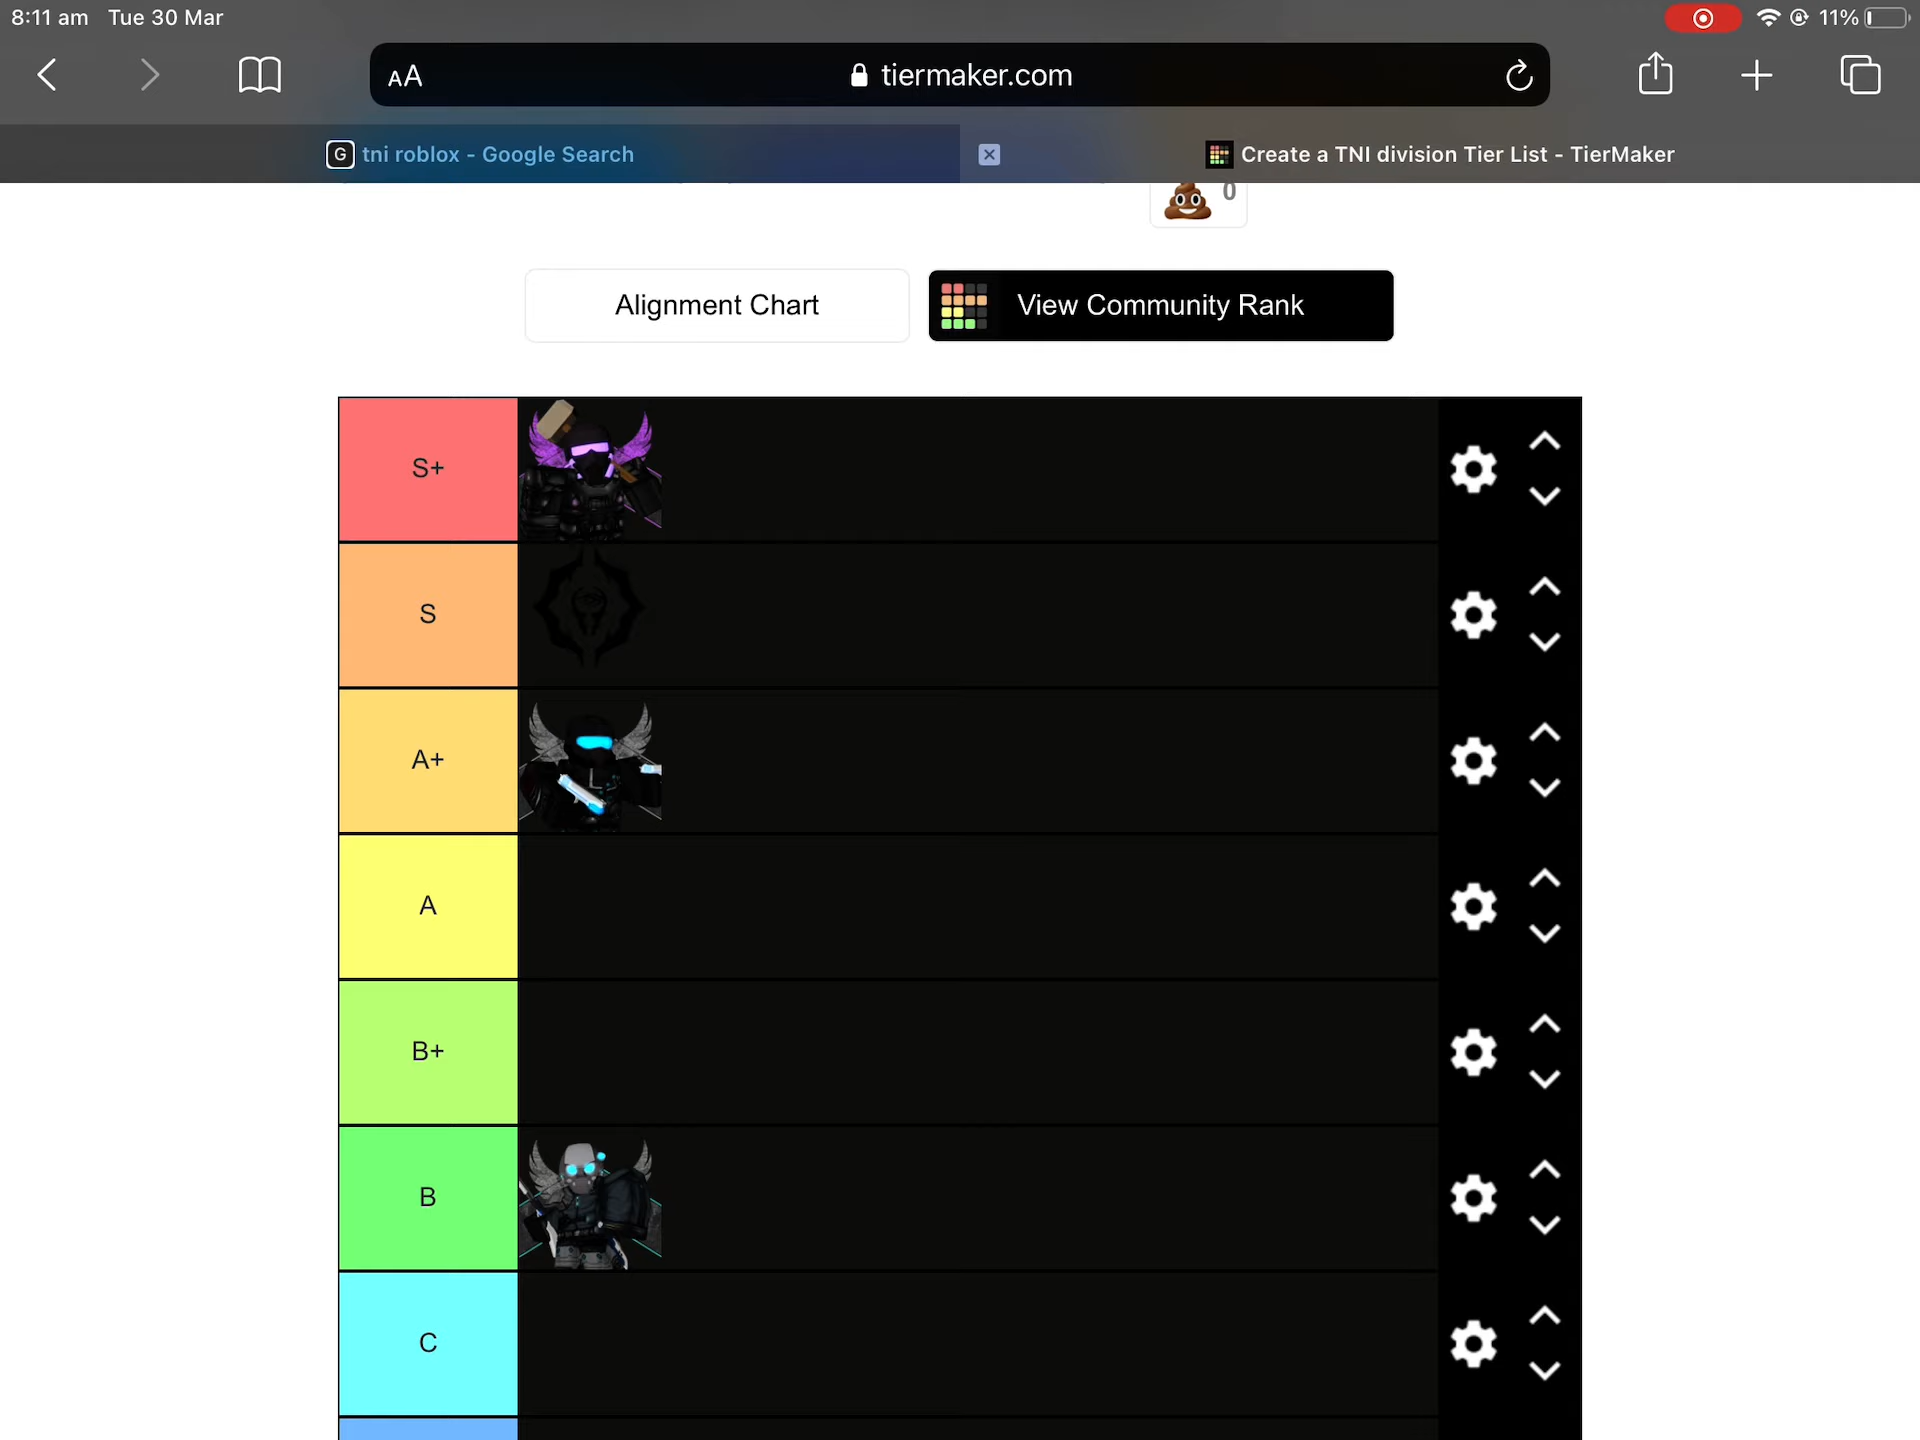 8:11 am Tue 30 Mar
11%
AA
tiermaker.com
G tni roblox - Google Search
Create a TNI division Tier List - TierMaker
0
Alignment Chart
View Community Rank
S+
S
A+
A
B+
B
C